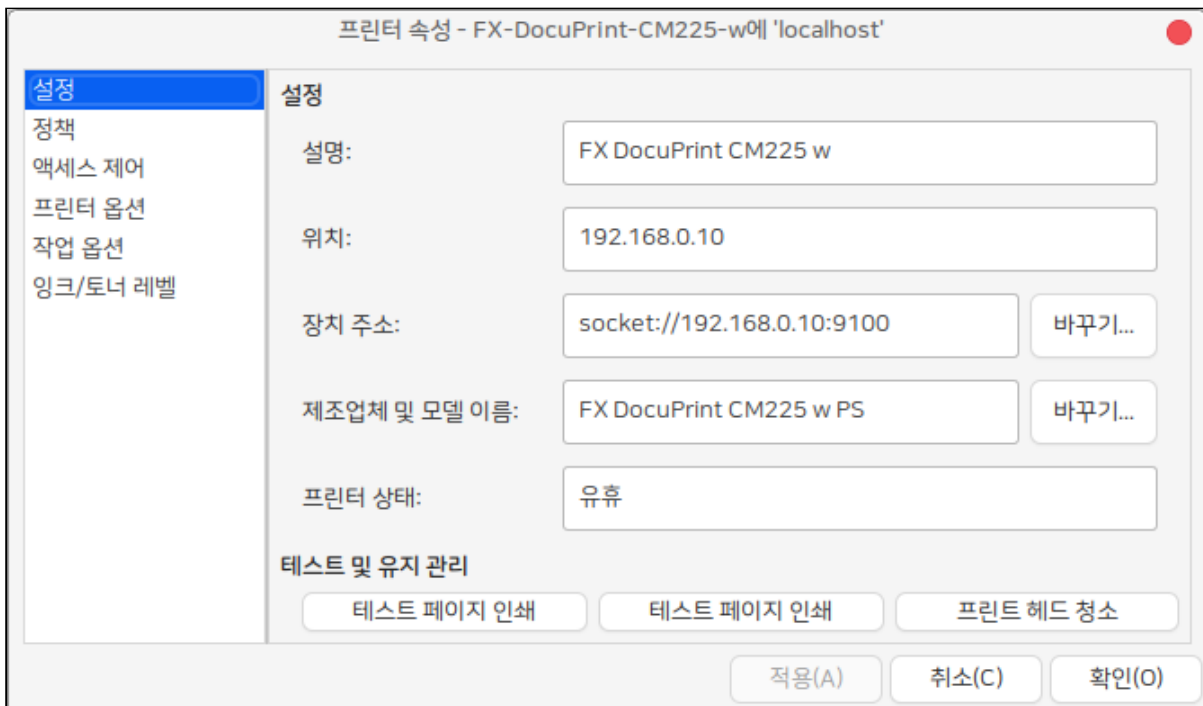 프린터 속성 - FX-DocuPrint-CM225-w에 'localhost'
설정
정책
액세스 제어
프린터 옵션
작업 옵션
잉크/토너 레벨
설정
설명: FX DocuPrint CM225 w
위치: 192.168.0.10
장치 주소: socket://192.168.0.10:9100 바꾸기...
제조업체 및 모델 이름: FX DocuPrint CM225 w PS 바꾸기...
프린터 상태: 유휴
테스트 및 유지 관리
테스트 페이지 인쇄 테스트 페이지 인쇄 프린트 헤드 청소
적용(A) 취소(C) 확인(O)